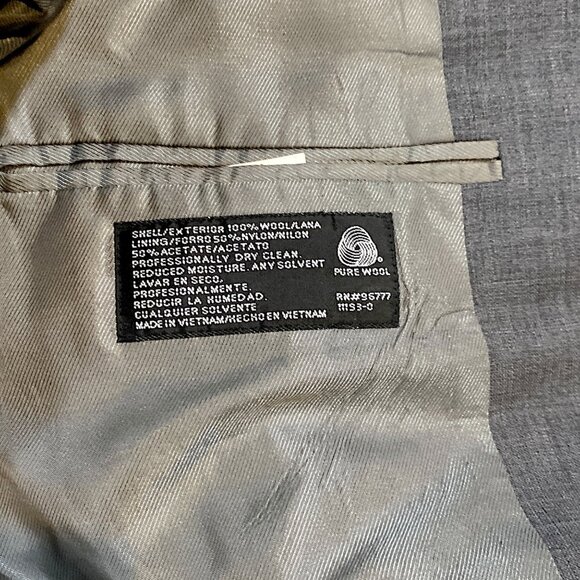 SHELL/EXTERIOR 100% WOOL/LANA
LINING/FORRO 50% NYLON/NILON
50% ACETATE/ACETATO
PROFESSIONALLY DRY CLEAN.
REDUCED MOISTURE. ANY SOLVENT
LAVAR EN SECO.
PROFESIONALMENTE.
REDUCIR LA HUMEDAD.
CUALQUIER SOLVENTE
MADE IN VIETNAM/HECHO EN VIETNAM
PURE WOOL
RN#96777
11193-0